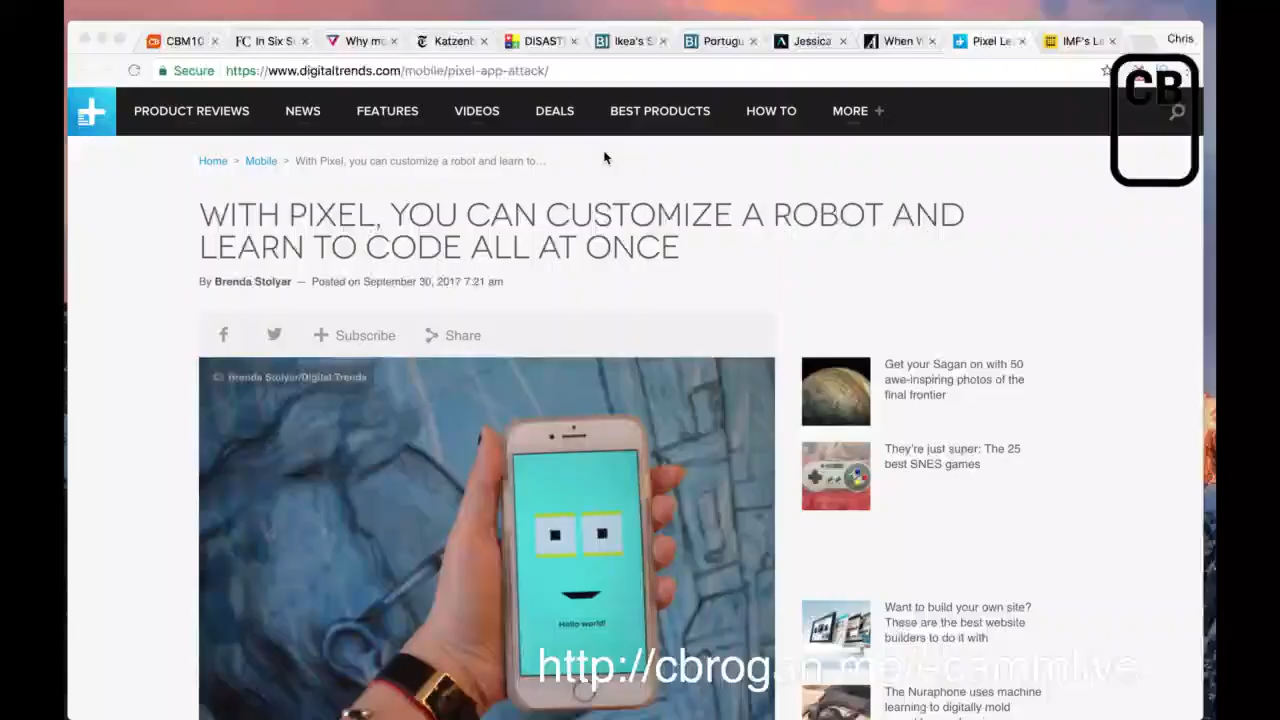 CBM10
FC In Six S
Why m
Katzenb
DISAST
Ikea's S
Portugu
Jessica
When V
Pixel Le
IMF's Le
Chris
Secure https://www.digitaltrends.com/mobile/pixel-app-attack/
CB
PRODUCT REVIEWS NEWS FEATURES VIDEOS DEALS BEST PRODUCTS HOW TO MORE +
Home > Mobile > With Pixel, you can customize a robot and learn to…
WITH PIXEL, YOU CAN CUSTOMIZE A ROBOT AND
LEARN TO CODE ALL AT ONCE
By Brenda Stolyar — Posted on September 30, 2017 7:21 am
Subscribe Share
Brenda Stolyar/Digital Trends
Hello world!
Get your Sagan on with 50
awe-inspiring photos of the
final frontier
They're just super: The 25
best SNES games
Want to build your own site?
These are the best website
builders to do it with
The Nuraphone uses machine
learning to digitally mold